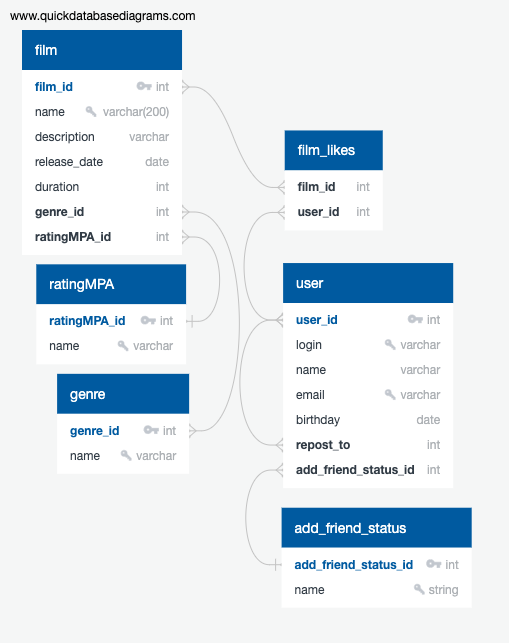 www.quickdatabasediagrams.com
film
film_id int
name varchar(200)
description varchar
release_date date
duration int
genre_id int
ratingMPA_id int
film_likes
film_id int
user_id int
ratingMPA
ratingMPA_id int
name varchar
genre
genre_id int
name varchar
user
user_id int
login varchar
name varchar
email varchar
birthday date
repost_to int
add_friend_status_id int
add_friend_status
add_friend_status_id int
name string